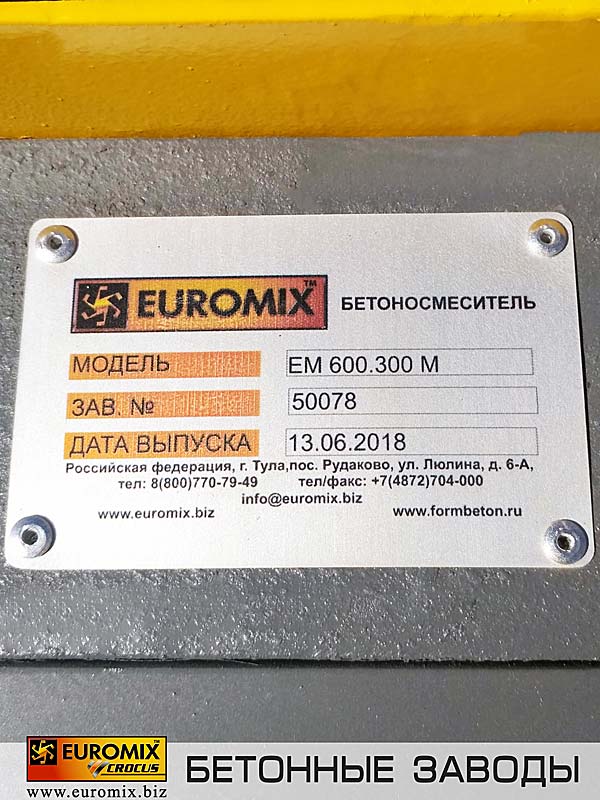 EUROMIX™ БЕТОНОСМЕСИТЕЛЬ
МОДЕЛЬ EM 600.300 M
ЗАВ. № 50078
ДАТА ВЫПУСКА 13.06.2018
Российская федерация, г. Тула,пос. Рудаково, ул. Люлина, д. 6-А,
тел: 8(800)770-79-49 тел/факс: +7(4872)704-000
info@euromix.biz
www.euromix.biz www.formbeton.ru
EUROMIX
CROCUS
БЕТОННЫЕ ЗАВОДЫ
www.euromix.biz